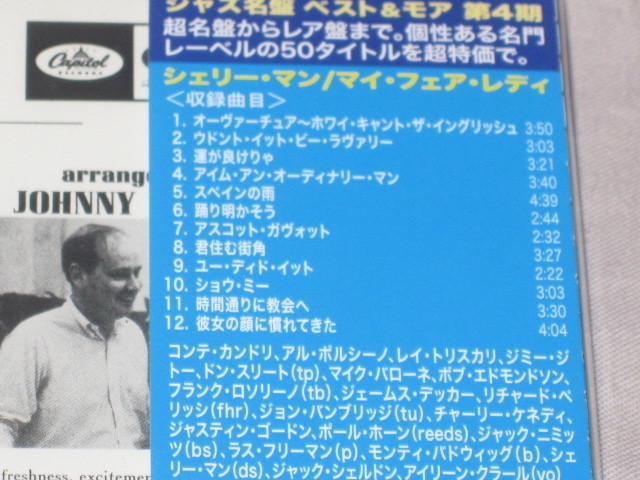 ジャズ名盤 ベスト&モア 第4期
超名盤からレア盤まで。個性ある名門
レーベルの50タイトルを超特価で。
シェリー・マン/マイ・フェア・レディ
<収録曲目>
1. オーヴァーチュア〜ホワイ・キャント・ザ・イングリッシュ 3:50
2. ウドント・イット・ビー・ラヴァリー 3:03
3. 運が良けりゃ 3:21
4. アイム・アン・オーディナリー・マン 3:40
5. スペインの雨 4:39
6. 踊り明かそう 2:44
7. アスコット・ガヴォット 2:32
8. 君住む街角 3:27
9. ユー・ディド・イット 2:22
10. ショウ・ミー 3:03
11. 時間通りに教会へ 3:30
12. 彼女の顔に慣れてきた 4:04
コンテ・カンドリ、アル・ポルシーノ、レイ・トリスカリ、ジミー・ジ
トー、ドン・スリート(tp)、マイク・バローネ、ボブ・エドモンドソン、
フランク・ロソリーノ(tb)、ジェームス・デッカー、リチャード・ペ
リッシ(fhr)、ジョン・バンブリッジ(tu)、チャーリー・ケネディ、
ジャスティン・ゴードン、ポール・ホーン(reeds)、ジャック・ニミッ
ツ(bs)、ラス・フリーマン(p)、モンティ・バドウィッグ(b)、シェ
リー・マン(ds)、ジャック・シェルドン、アイリーン・クラール(vo)
Capitol
RECORDS
arrange
JOHNNY
freshness, excitemen